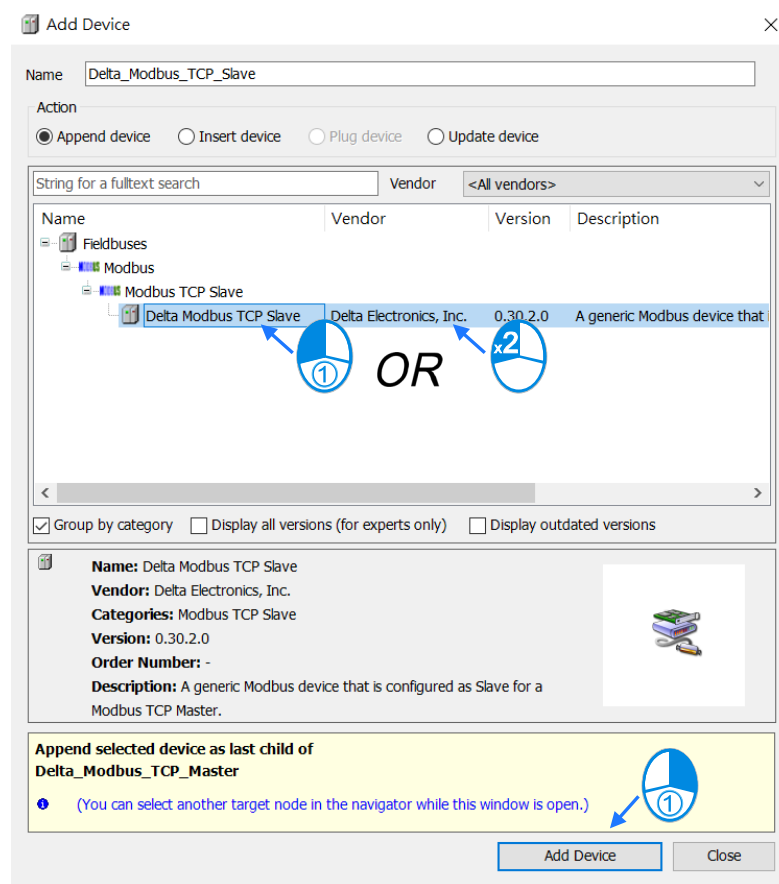 Add Device
Name Delta_Modbus_TCP_Slave
Action
Append device Insert device Plug device Update device
String for a fulltext search Vendor <All vendors>
Name Vendor Version Description
Fieldbuses
Modbus
Modbus TCP Slave
Delta Modbus TCP Slave Delta Electronics, Inc. 0.30.2.0 A generic Modbus device that
1 OR x2
Group by category Display all versions (for experts only) Display outdated versions
Name: Delta Modbus TCP Slave
Vendor: Delta Electronics, Inc.
Categories: Modbus TCP Slave
Version: 0.30.2.0
Order Number: -
Description: A generic Modbus device that is configured as Slave for a
Modbus TCP Master.
Append selected device as last child of
Delta_Modbus_TCP_Master
(You can select another target node in the navigator while this window is open.)
1
Add Device Close